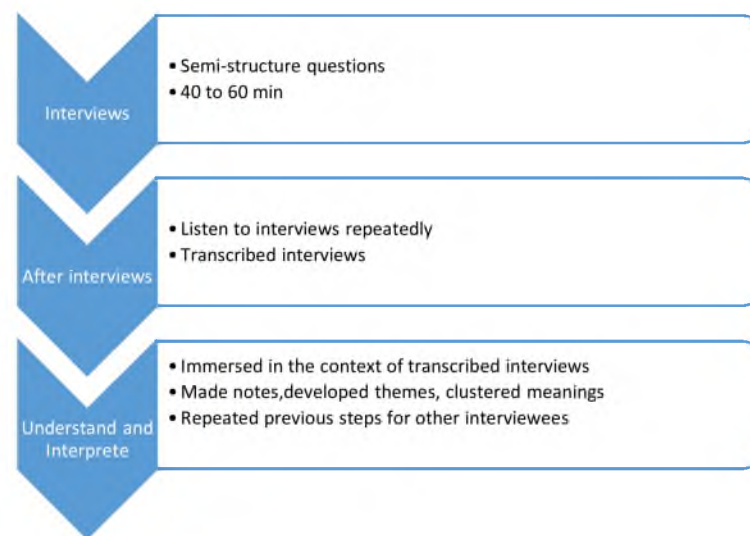 Interviews
• Semi-structure questions
• 40 to 60 min
After interviews
• Listen to interviews repeatedly
• Transcribed interviews
Understand and
Interprete
• Immersed in the context of transcribed interviews
• Made notes,developed themes, clustered meanings
• Repeated previous steps for other interviewees